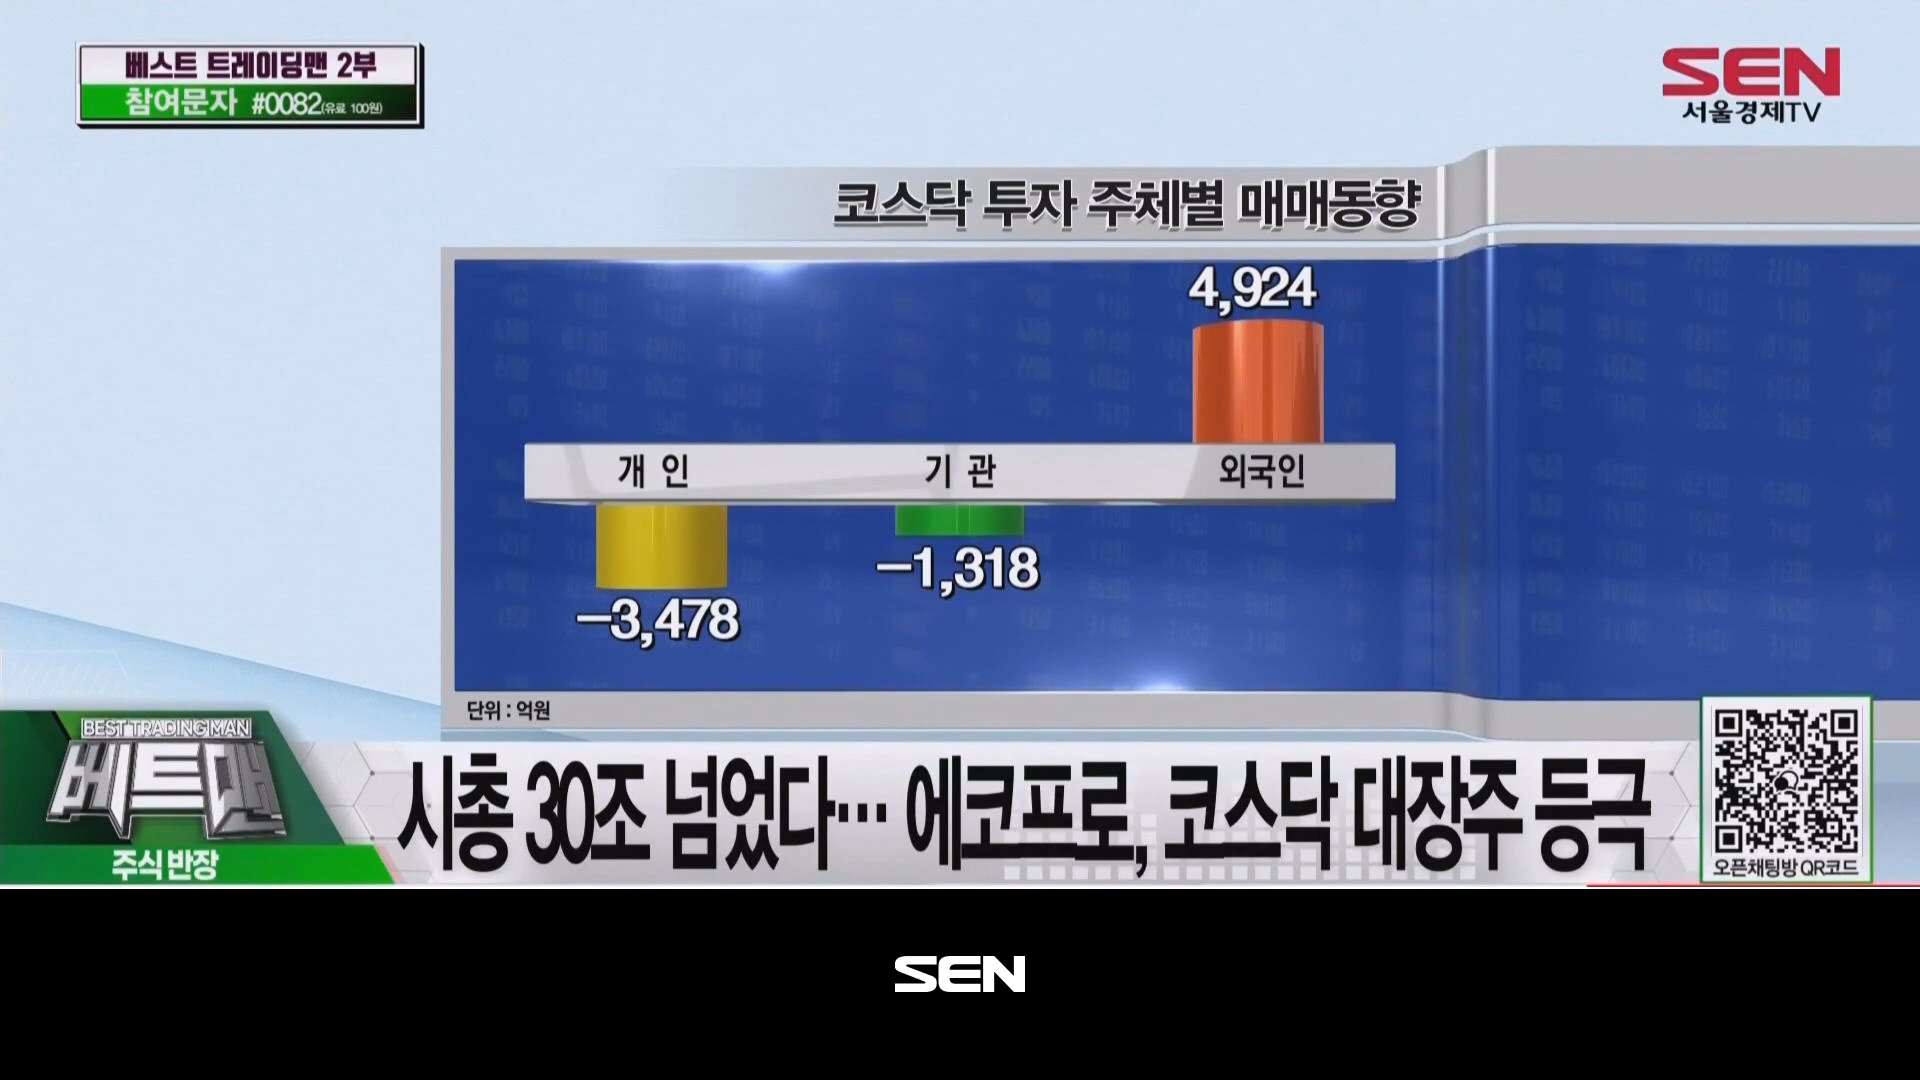 베스트 트레이딩맨 2부
참여문자 #0082(유료 100원)
SEN
서울경제TV
코스닥 투자 주체별 매매동향
4,924
개 인
기 관
외국인
-3,478
-1,318
단위 : 억원
BEST TRADING MAN
베트맨
주식 반장
시총 30조 넘었다… 에코프로, 코스닥 대장주 등극
오픈채팅방 QR코드
SEN